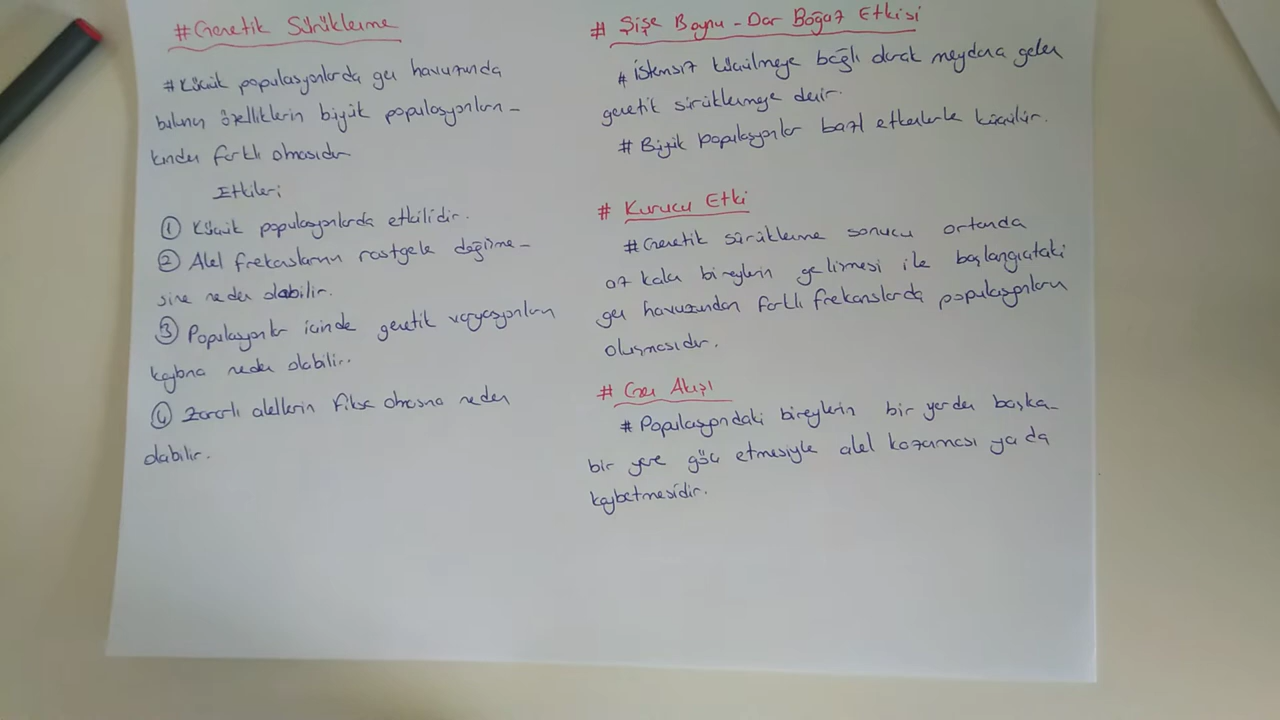 #Genetik Sürüklenme
#Küçük populasyonlarda gen havuzunda
bulunan özelliklerin büyük populasyonların-
kinden farklı olmasıdır
Etkileri
① Küçük populasyonlarda etkilidir.
② Alel frekanslarının rastgele değişme-
sine neden olabilir.
③ Populasyonlar içinde genetik varyasyonların
kaybına neden olabilir.
④ Zararlı alellerin fikse olmasına neden
olabilir.
# Şişe Boynu - Dar Boğaz Etkisi
# küçülmeye bağlı olarak meydana gelen
genetik sürüklenmeye denir.
# Büyük populasyonlar bazı etkenlerle küçülür.
# Kurucu Etki
#Genetik sürüklenme sonucu ortamda
az kalan bireylerin gelişmesi ile başlangıçtaki
gen havuzundan farklı frekanslarda populasyonların
oluşmasıdır.
# Gen Akışı
# Populasyondaki bireylerin bir yerden başka
bir yere göç etmesiyle alel kazanması ya da
kaybetmesidir.